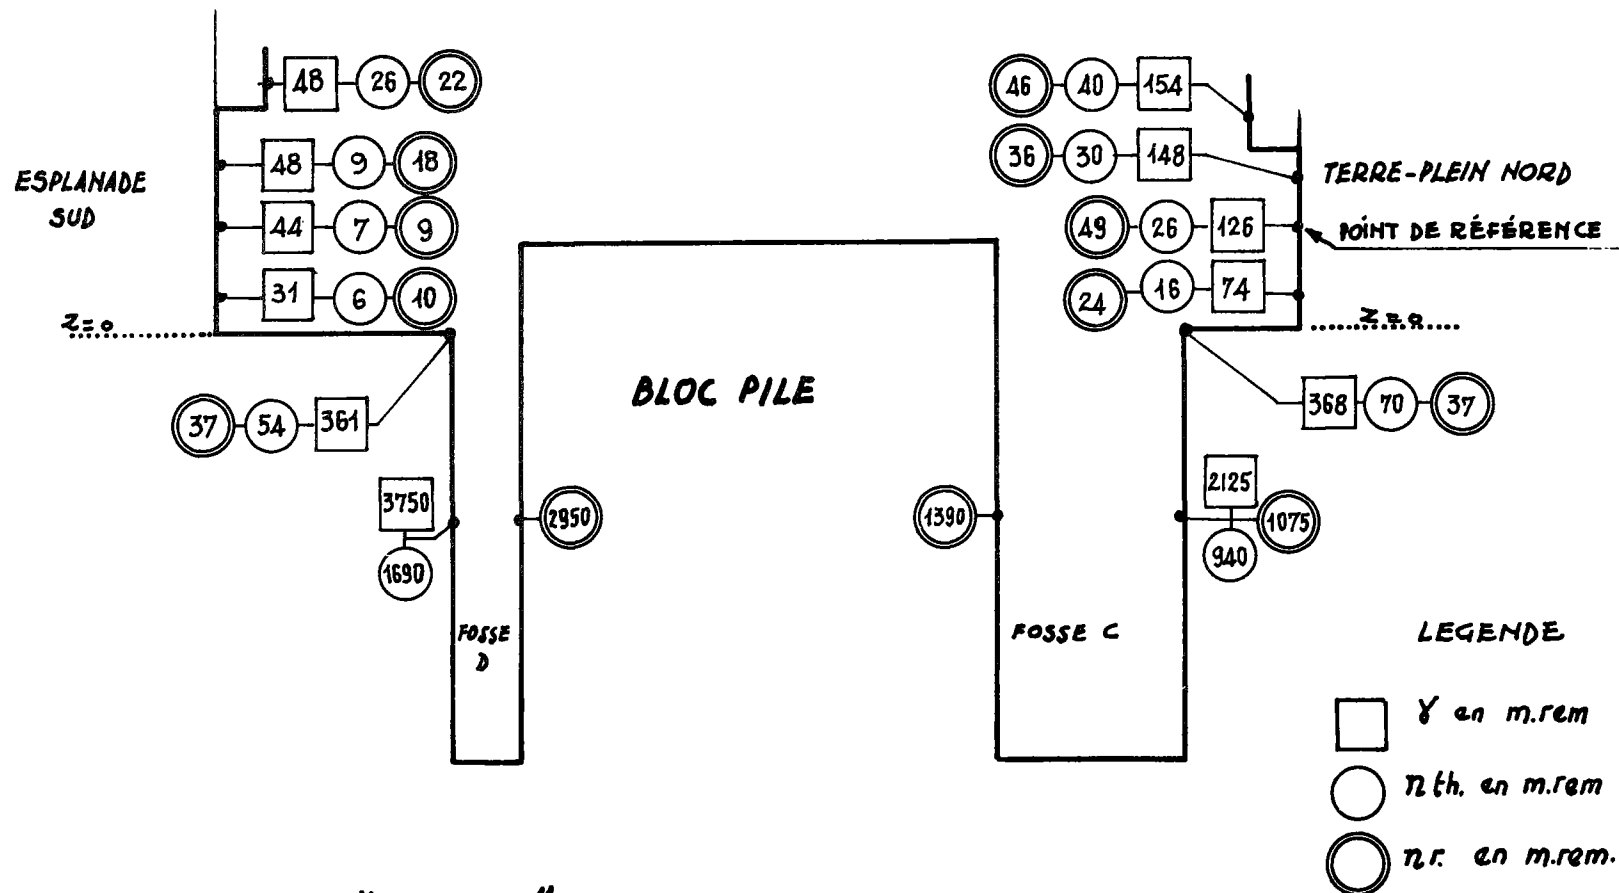 48 26 22
46 40 154
48 9 18
36 30 148
ESPLANADE
SUD
TERRE-PLEIN NORD
44 7 9
49 26 126
POINT DE RÉFÉRENCE
31 6 10
24 16 74
Z=0
Z=0
BLOC PILE
37 54 361
368 70 37
3750
1690
2950
1390
2125
940
1075
FOSSE
D
FOSSE C
LEGENDE
γ en m.rem
n th. en m.rem
n r. en m.rem.